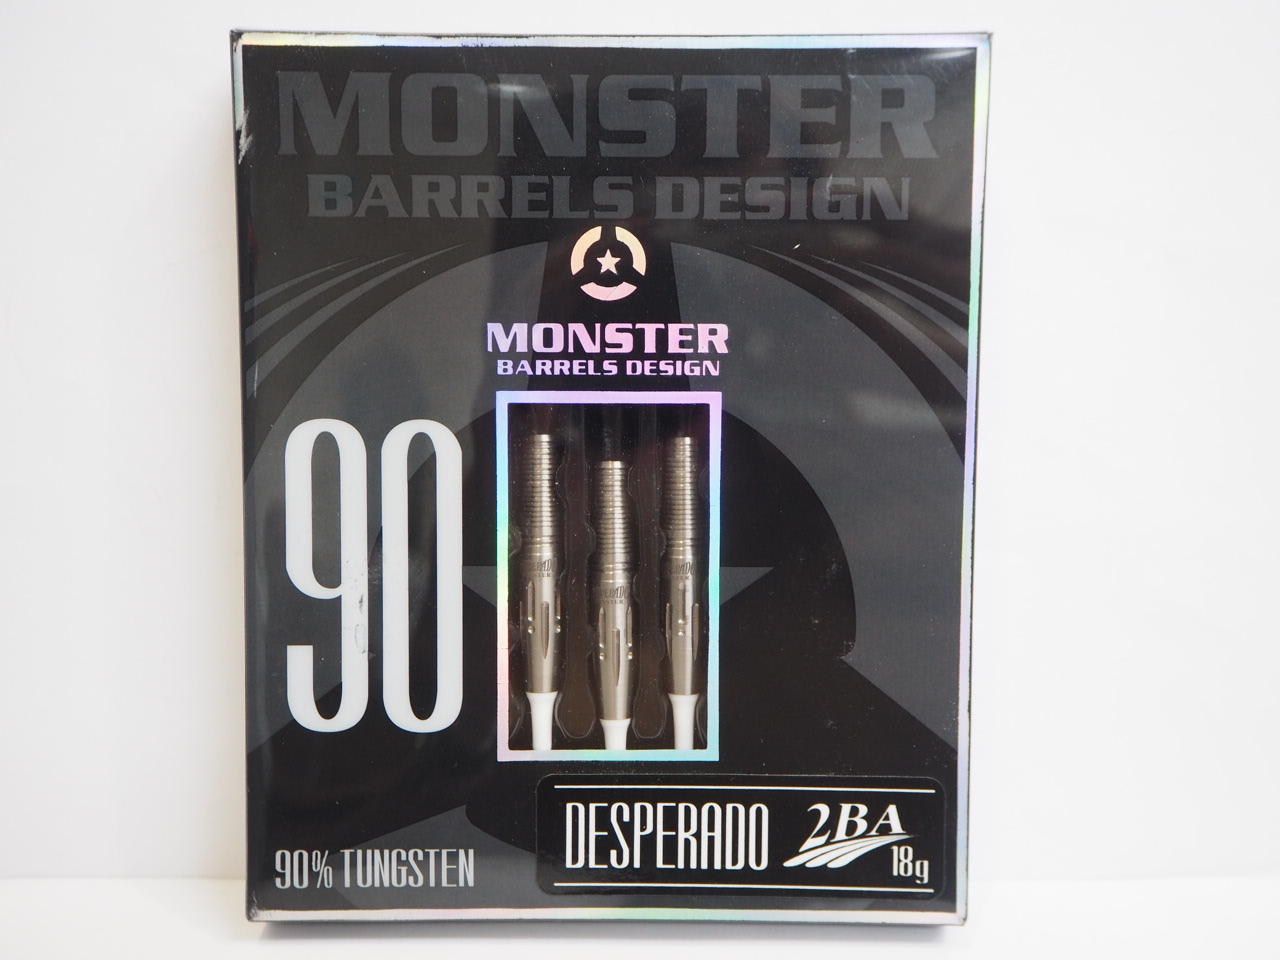 MONSTER
BARRELS DESIGN
MONSTER
BARRELS DESIGN
90
90% TUNGSTEN
DESPERADO
2BA
18g